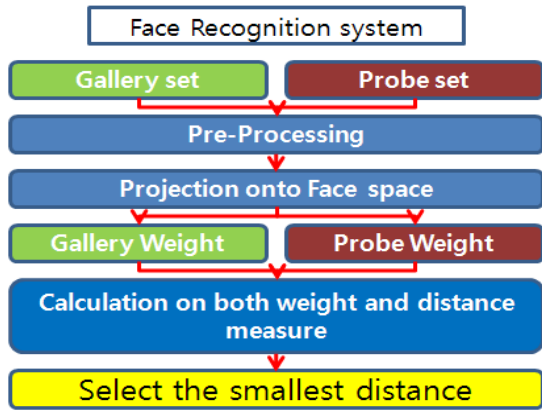 Face Recognition system
Gallery set
Probe set
Pre-Processing
Projection onto Face space
Gallery Weight
Probe Weight
Calculation on both weight and distance
measure
Select the smallest distance